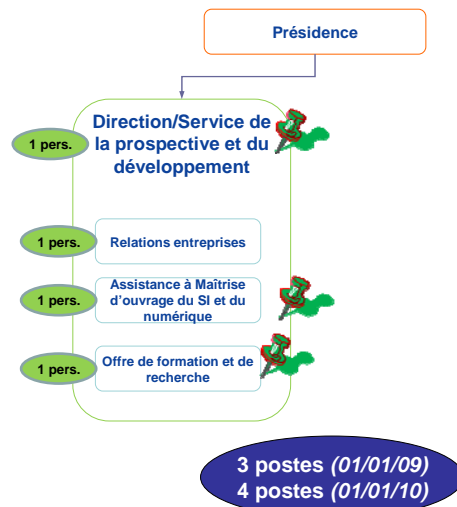 Présidence
Direction/Service de
la prospective et du
développement
1 pers.
1 pers.
Relations entreprises
1 pers.
Assistance à Maîtrise
d'ouvrage du SI et du
numérique
1 pers.
Offre de formation et de
recherche
3 postes (01/01/09)
4 postes (01/01/10)